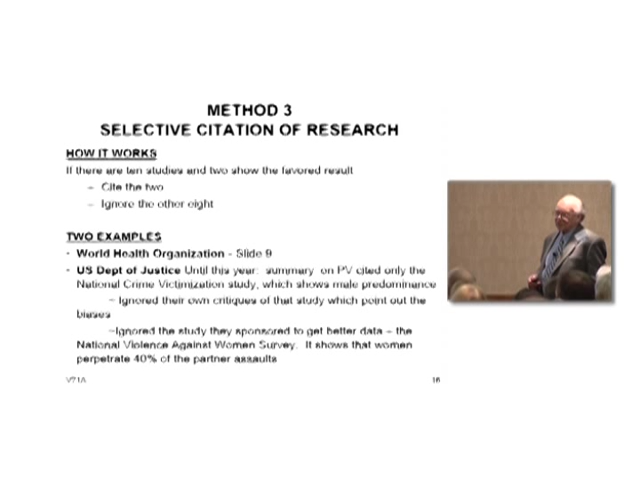 METHOD 3
SELECTIVE CITATION OF RESEARCH
HOW IT WORKS
If there are ten studies and two show the favored result
– Cite the two
– Ignore the other eight
TWO EXAMPLES
· World Health Organization - Slide 9
· US Dept of Justice Until this year: summary on PV cited only the
National Crime Victimization study, which shows male predominance
– Ignored their own critiques of that study which point out the
biases
–Ignored the study they sponsored to get better data – the
National Violence Against Women Survey. It shows that women
perpetrate 40% of the partner assaults
V71A
16